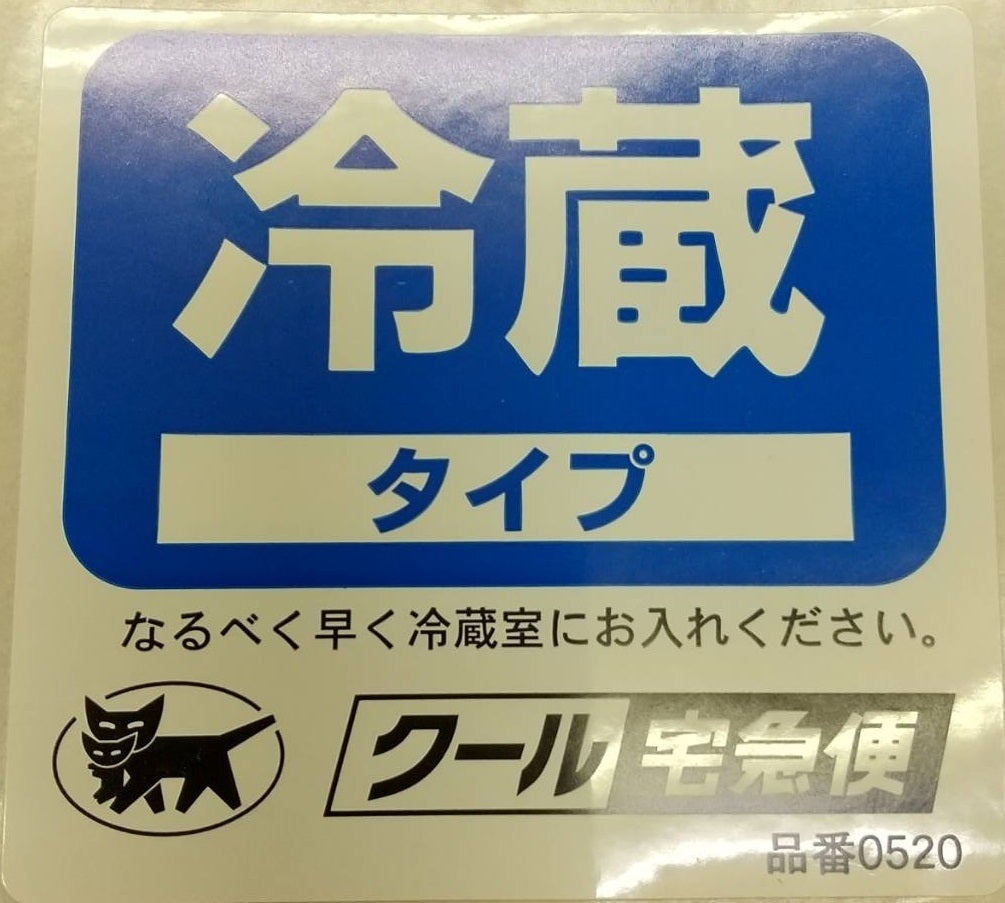 冷蔵
タイプ
なるべく早く冷蔵室にお入れください。
クール宅急便
品番0520